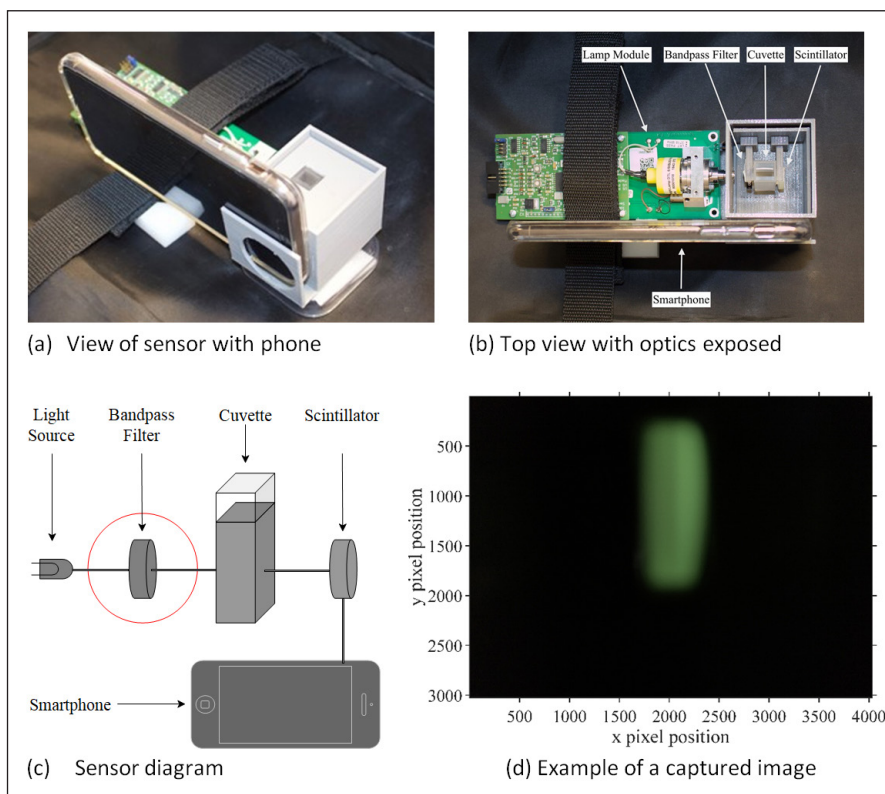 Lamp Module Bandpass Filter Cuvette Scintillator
Smartphone
(a) View of sensor with phone
(b) Top view with optics exposed
Light
Source
Bandpass
Filter
Cuvette
Scintillator
Smartphone
(c) Sensor diagram
500
1000
1500
2000
2500
3000
y pixel position
500 1000 1500 2000 2500 3000 3500 4000
x pixel position
(d) Example of a captured image